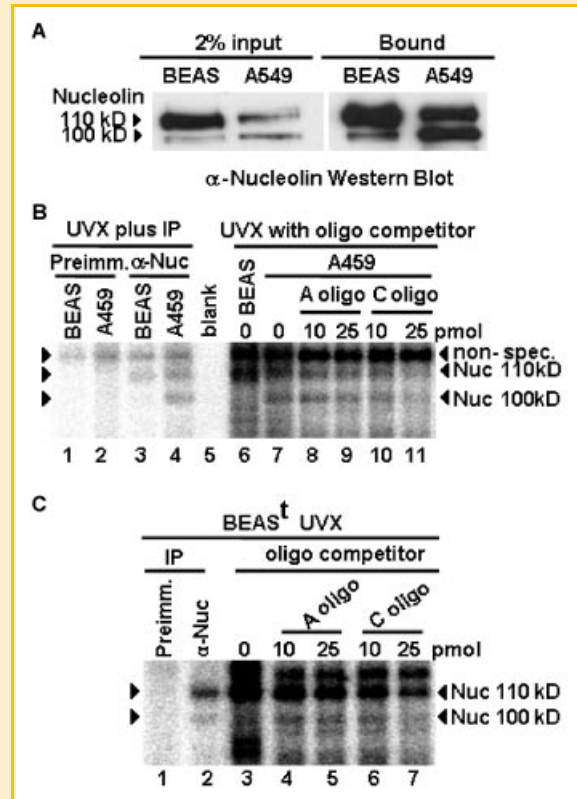 A
2% input Bound
BEAS A549 BEAS A549
Nucleolin
110 kD
100 kD
α-Nucleolin Western Blot
B
UVX plus IP UVX with oligo competitor
Preimm. α-Nuc BEAS A459
BEAS A459 BEAS A459 blank A oligo C oligo
0 0 10 25 10 25 pmol
non-spec.
Nuc 110kD
Nuc 100kD
1 2 3 4 5 6 7 8 9 10 11
C
BEAS t UVX
IP oligo competitor
Preimm. α-Nuc A oligo C oligo
0 10 25 10 25 pmol
Nuc 110 kD
Nuc 100 kD
1 2 3 4 5 6 7